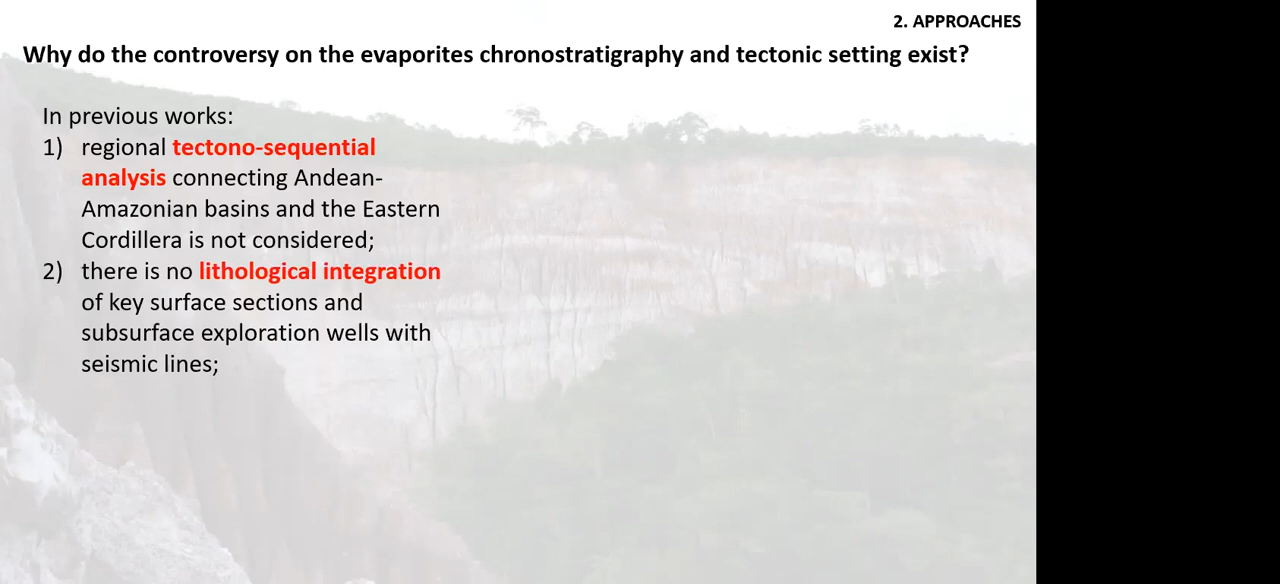 2. APPROACHES
Why do the controversy on the evaporites chronostratigraphy and tectonic setting exist?
In previous works:
1) regional tectono-sequential
analysis connecting Andean-
Amazonian basins and the Eastern
Cordillera is not considered;
2) there is no lithological integration
of key surface sections and
subsurface exploration wells with
seismic lines;